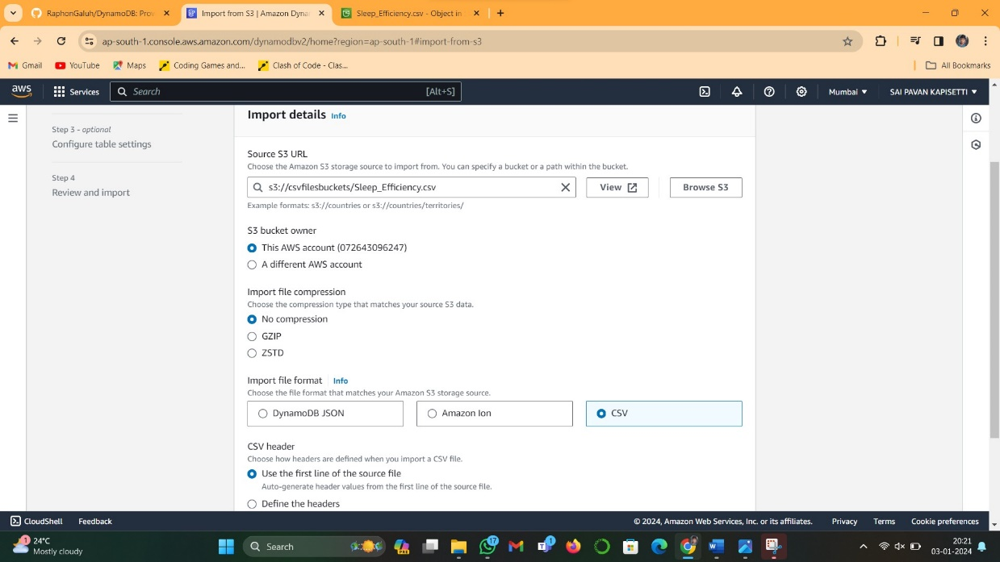 RaphonGaluh/DynamoDB: Prov
Import from S3 | Amazon Dyna
Sleep_Efficiency.csv - Object in
ap-south-1.console.aws.amazon.com/dynamodbv2/home?region=ap-south-1#import-from-s3
Gmail
YouTube
Maps
Coding Games and...
Clash of Code - Clas...
All Bookmarks
aws
Services
Search
[Alt+S]
Mumbai
SAI PAVAN KAPISETTI
Step 3 - optional
Configure table settings
Step 4
Review and import
Import details Info
Source S3 URL
Choose the Amazon S3 storage source to import from. You can specify a bucket or a path within the bucket.
s3://csvfilesbuckets/Sleep_Efficiency.csv
View
Browse S3
Example formats: s3://countries or s3://countries/territories/
S3 bucket owner
This AWS account (072643096247)
A different AWS account
Import file compression
Choose the compression type that matches your source S3 data.
No compression
GZIP
ZSTD
Import file format Info
Choose the file format that matches your Amazon S3 storage source.
DynamoDB JSON
Amazon Ion
CSV
CSV header
Choose how headers are defined when you import a CSV file.
Use the first line of the source file
Auto-generate header values from the first line of the source file.
Define the headers
CloudShell
Feedback
© 2024, Amazon Web Services, Inc. or its affiliates.
Privacy
Terms
Cookie preferences
1
24°C
Mostly cloudy
Search
17
1
20:21
03-01-2024